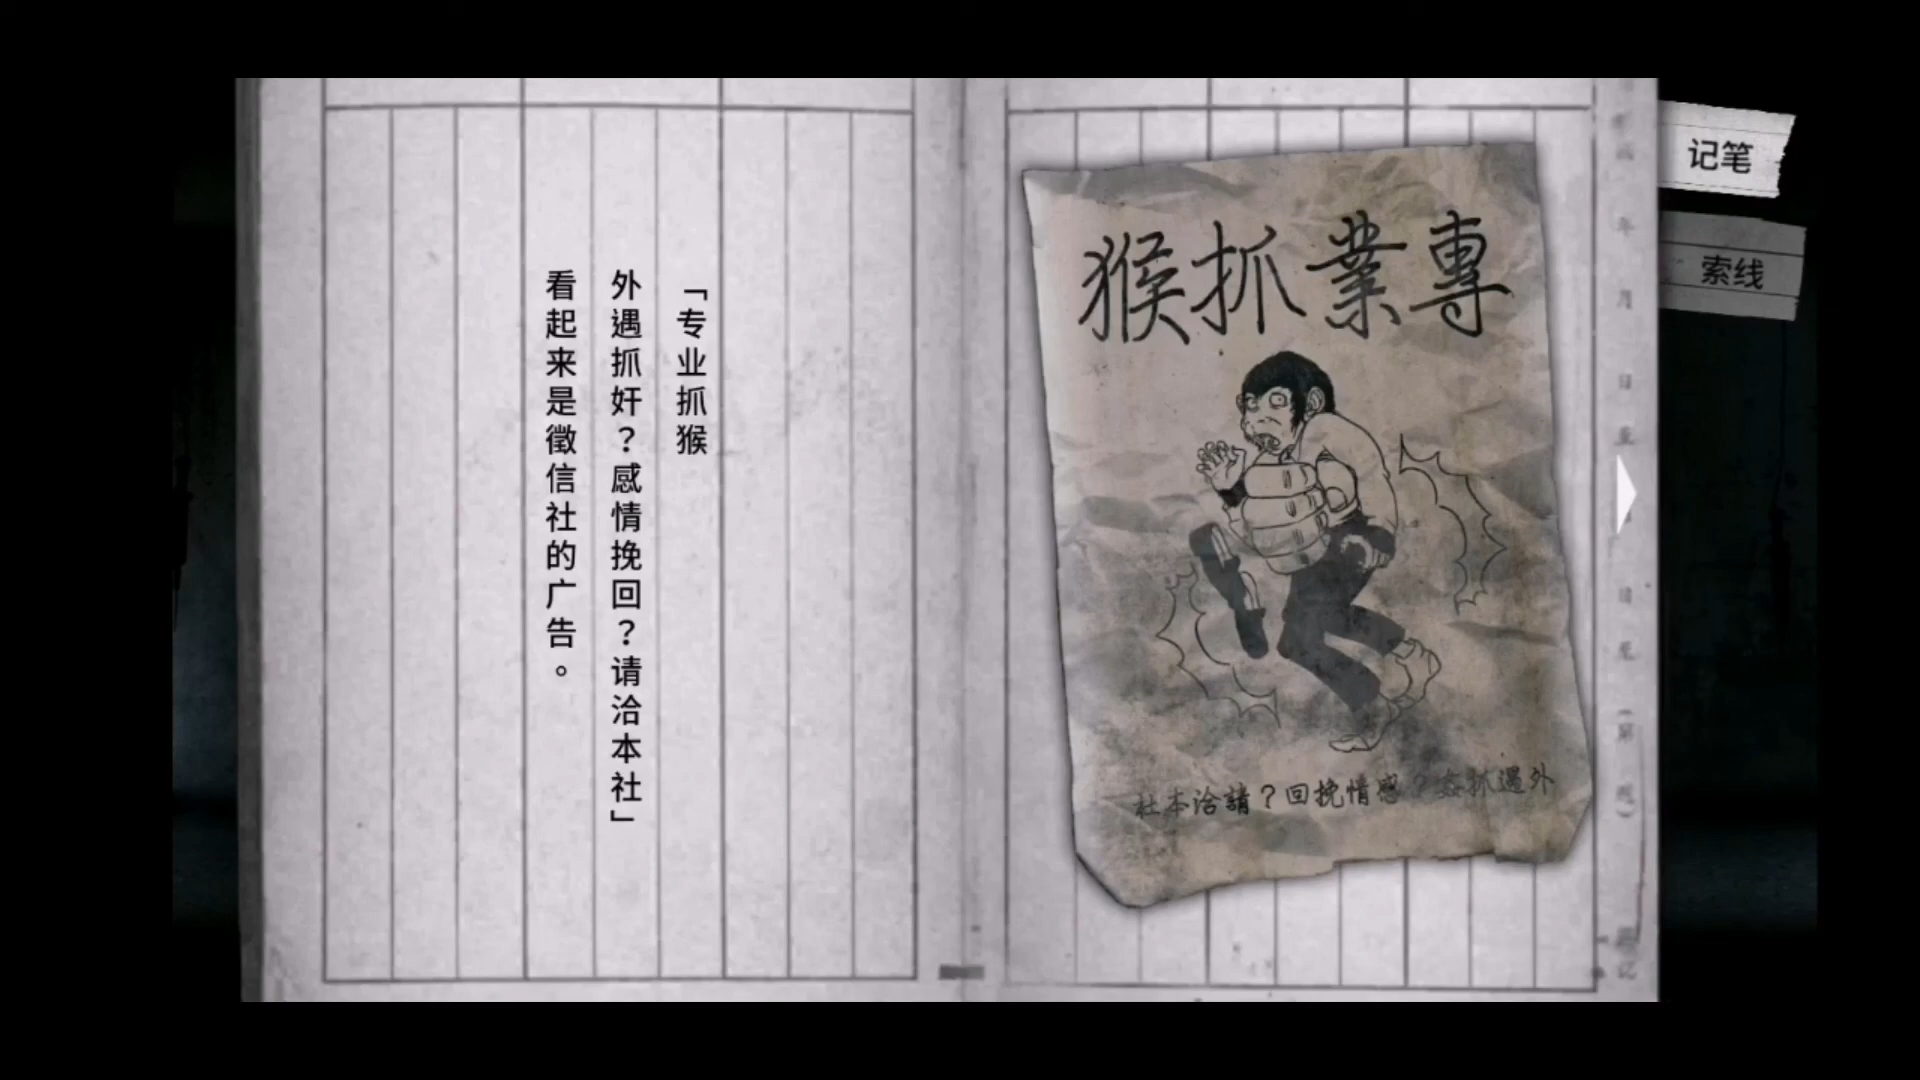 「专业抓猴
外遇抓奸？感情挽回？请洽本社」
看起来是徵信社的广告。
專業抓猴
外遇抓姦？感情挽回？請洽本社
笔记
线索